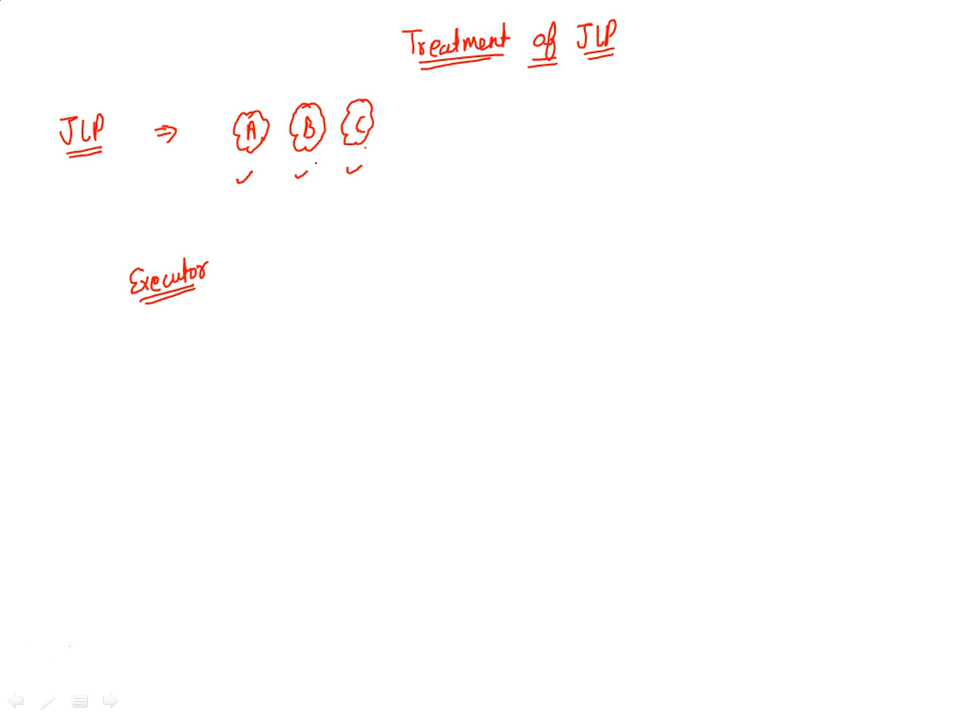 Treatment of JLP
JLP ⇒ A B C
✓ ✓ ✓
Executor